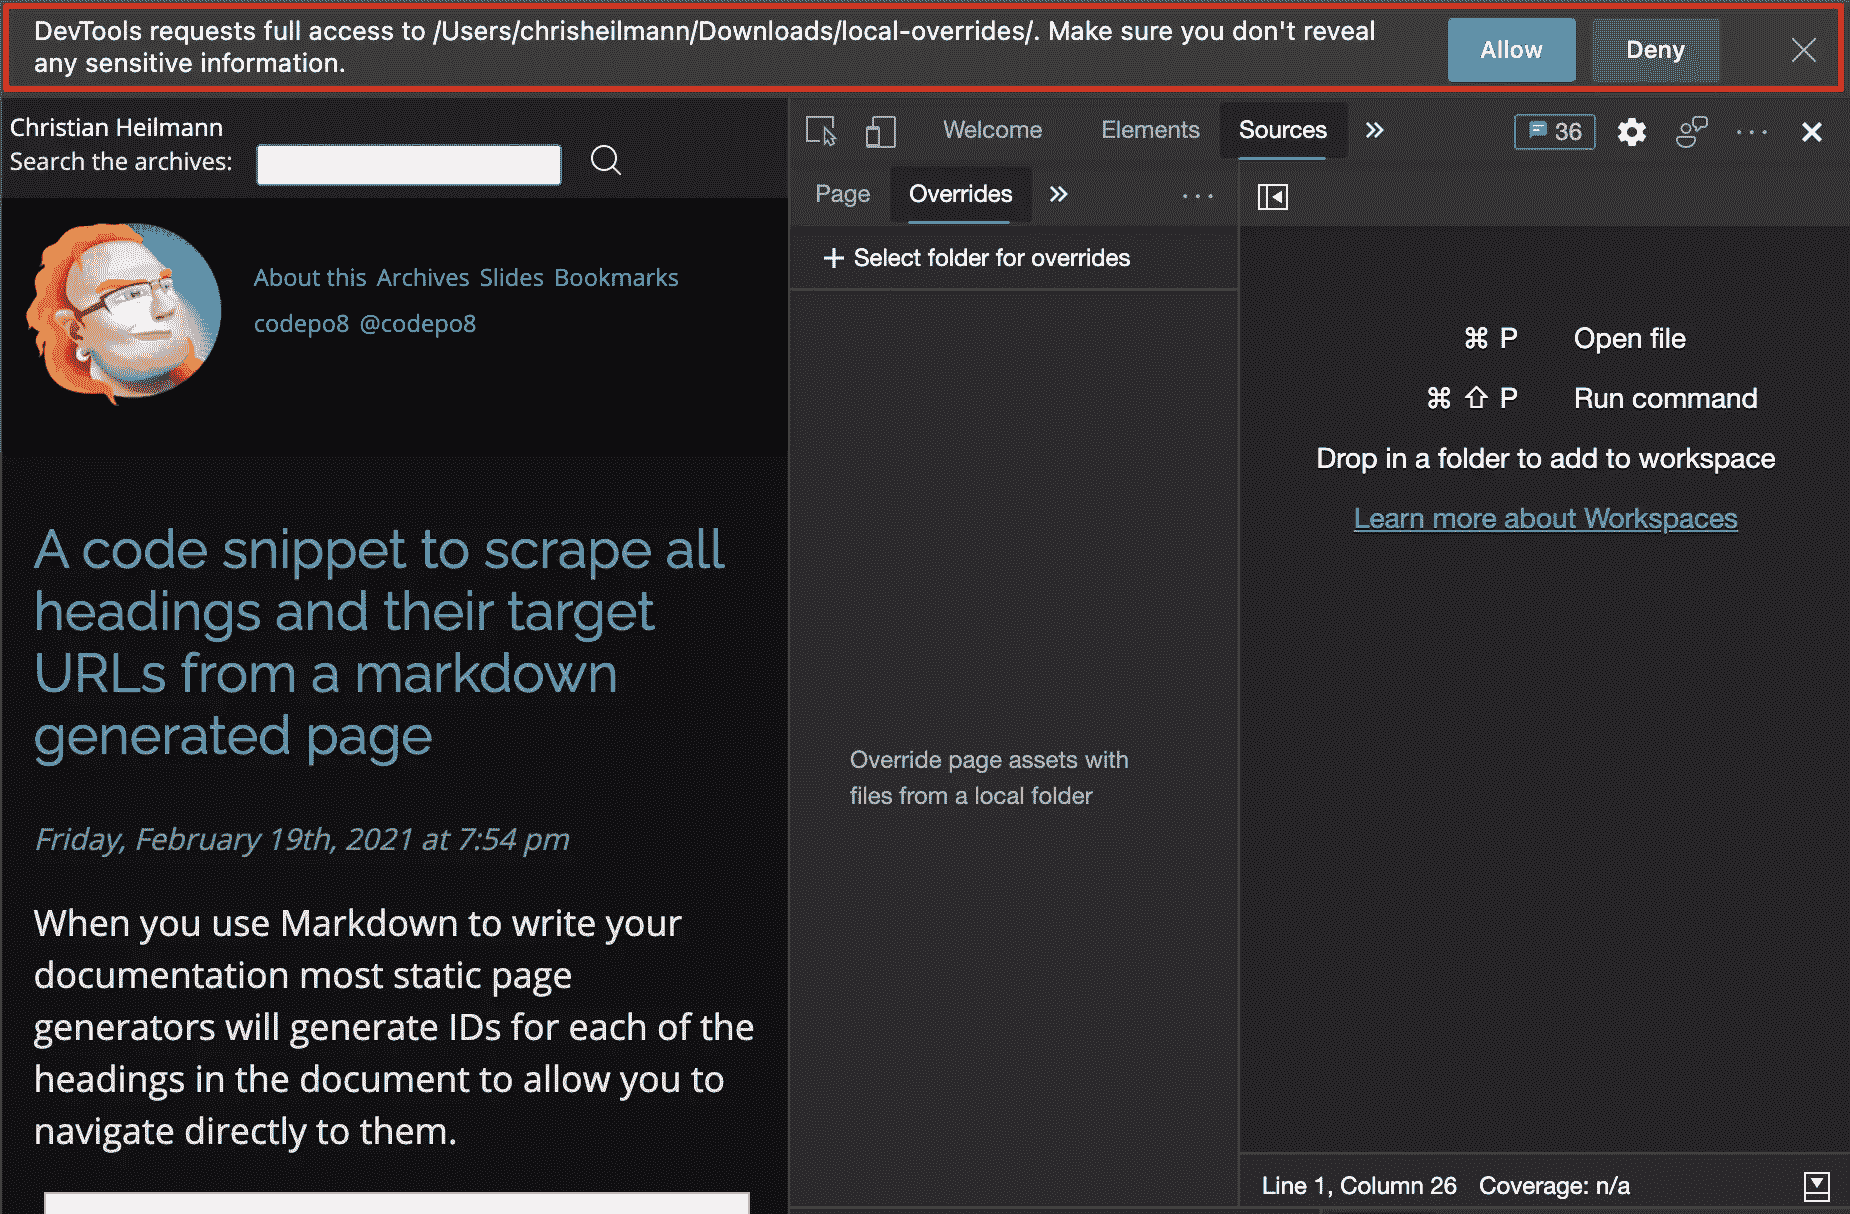 DevTools requests full access to /Users/chrisheilmann/Downloads/local-overrides/. Make sure you don't reveal
any sensitive information.
Allow
Deny
Christian Heilmann
Search the archives:
About this Archives Slides Bookmarks
codepo8 @codepo8
A code snippet to scrape all
headings and their target
URLs from a markdown
generated page
Friday, February 19th, 2021 at 7:54 pm
When you use Markdown to write your
documentation most static page
generators will generate IDs for each of the
headings in the document to allow you to
navigate directly to them.
Welcome
Elements
Sources
36
Page
Overrides
+ Select folder for overrides
Override page assets with
files from a local folder
⌘ P Open file
⌘ ⇧ P Run command
Drop in a folder to add to workspace
Learn more about Workspaces
Line 1, Column 26 Coverage: n/a